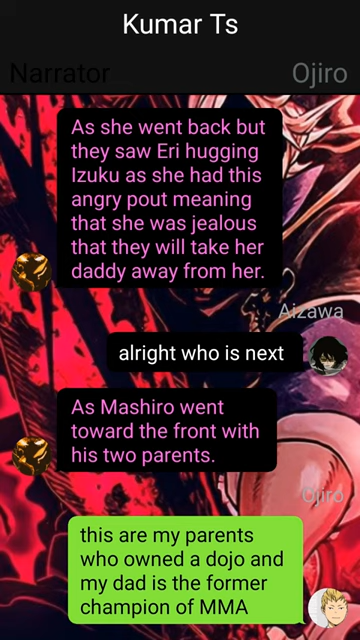 Kumar Ts
Narrator
Ojiro
As she went back but
they saw Eri hugging
Izuku as she had this
angry pout meaning
that she was jealous
that they will take her
daddy away from her.
Aizawa
alright who is next
As Mashiro went
toward the front with
his two parents.
Ojiro
this are my parents
who owned a dojo and
my dad is the former
champion of MMA